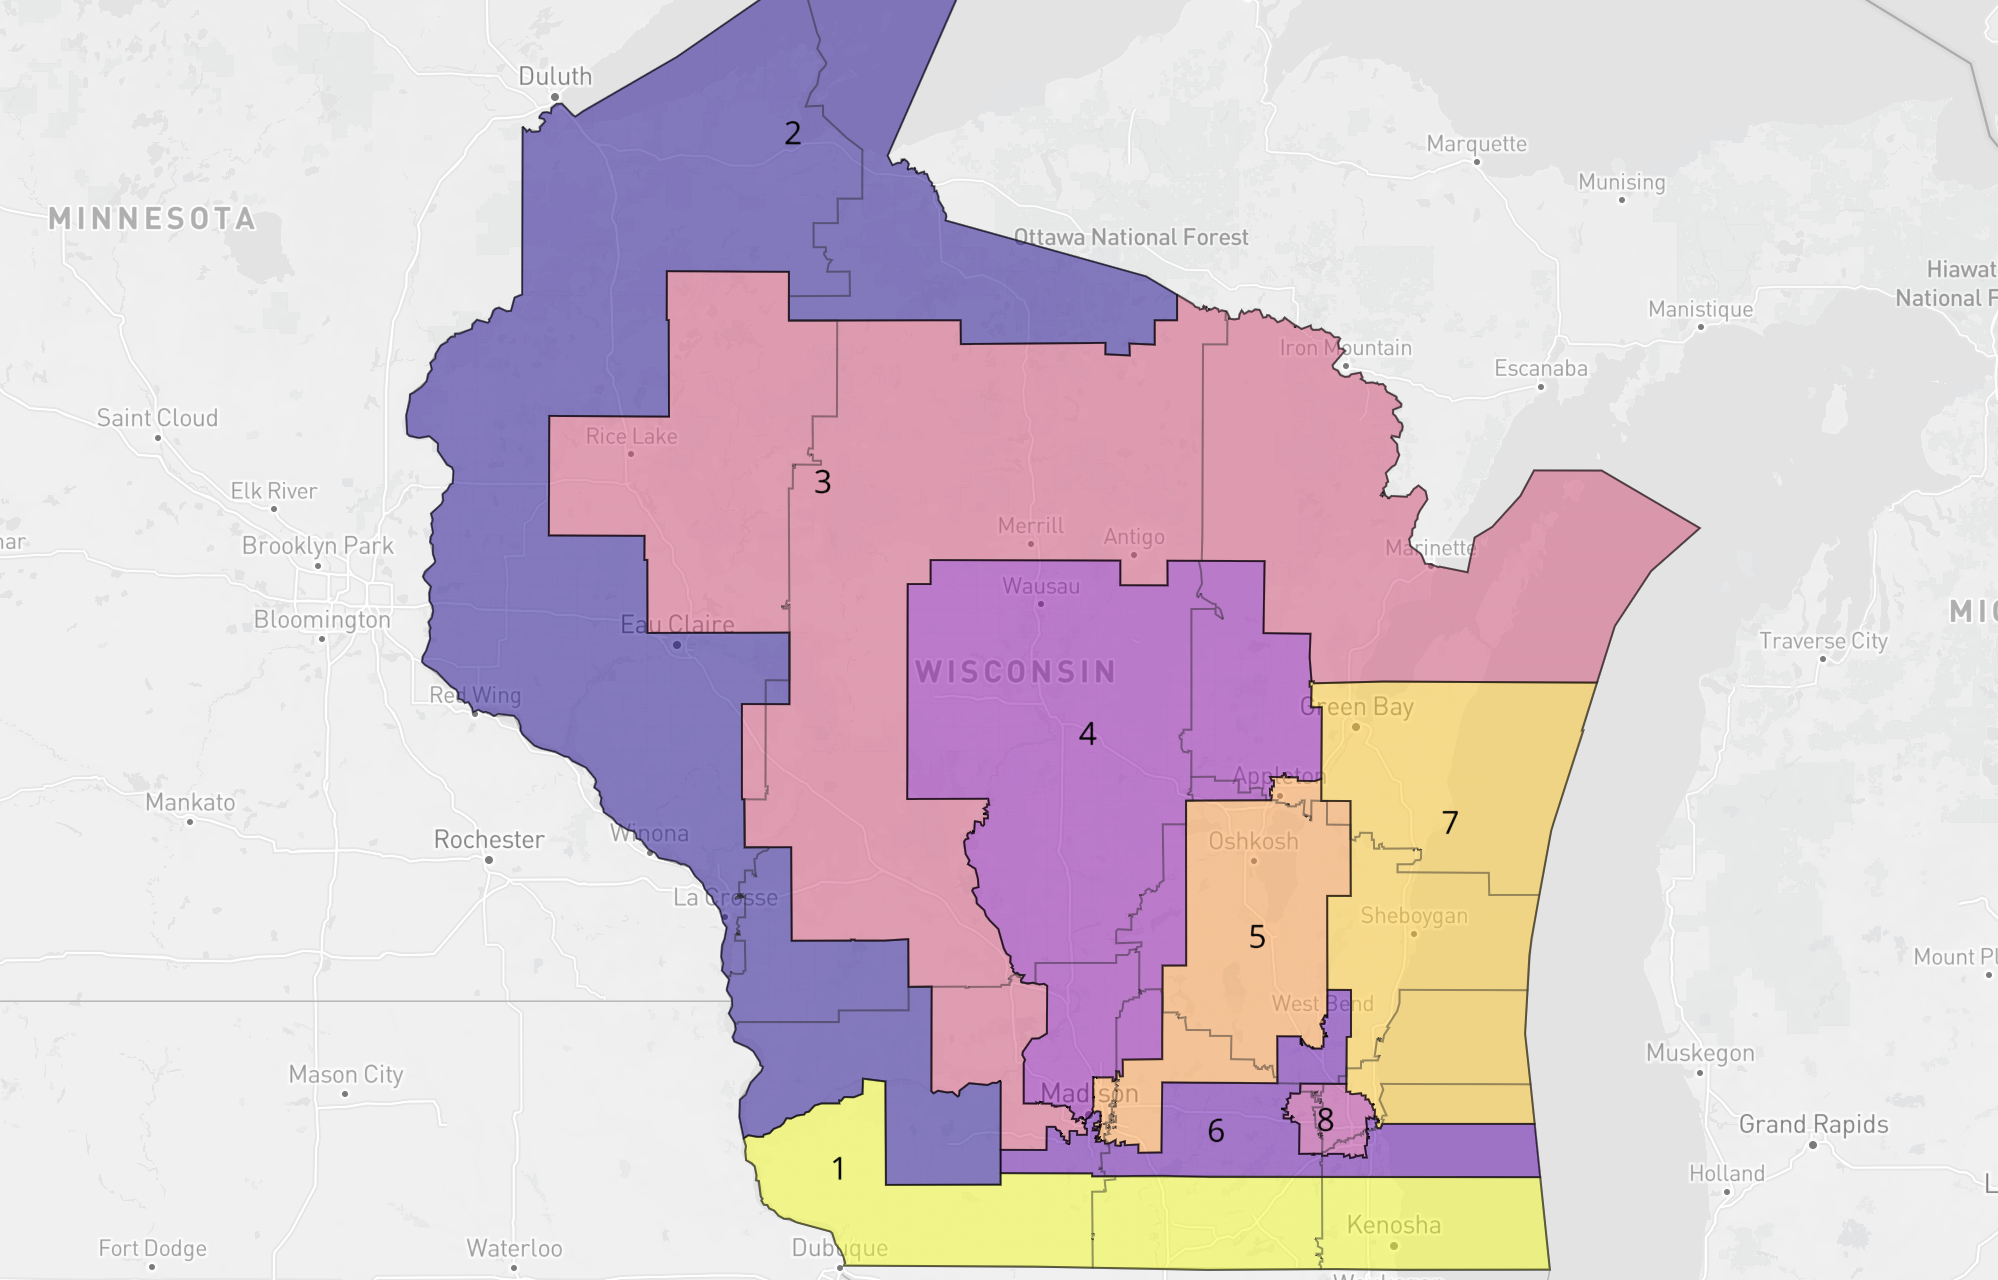 Duluth
2
Marquette
Munising
MINNESOTA
Ottawa National Forest
Hiawat
National F
Manistique
Iron Mountain
Escanaba
Saint Cloud
Rice Lake
3
Elk River
Merrill
Antigo
nar
Brooklyn Park
Marinette
Wausau
Bloomington
Eau Claire
MIC
Traverse City
WISCONSIN
Red Wing
Green Bay
4
Appleton
Mankato
7
Rochester
Winona
Oshkosh
La Crosse
Sheboygan
5
Mount Pl
West Bend
Muskegon
Mason City
Madison
8
6
Grand Rapids
1
Holland
L
Kenosha
Fort Dodge
Waterloo
Dubuque